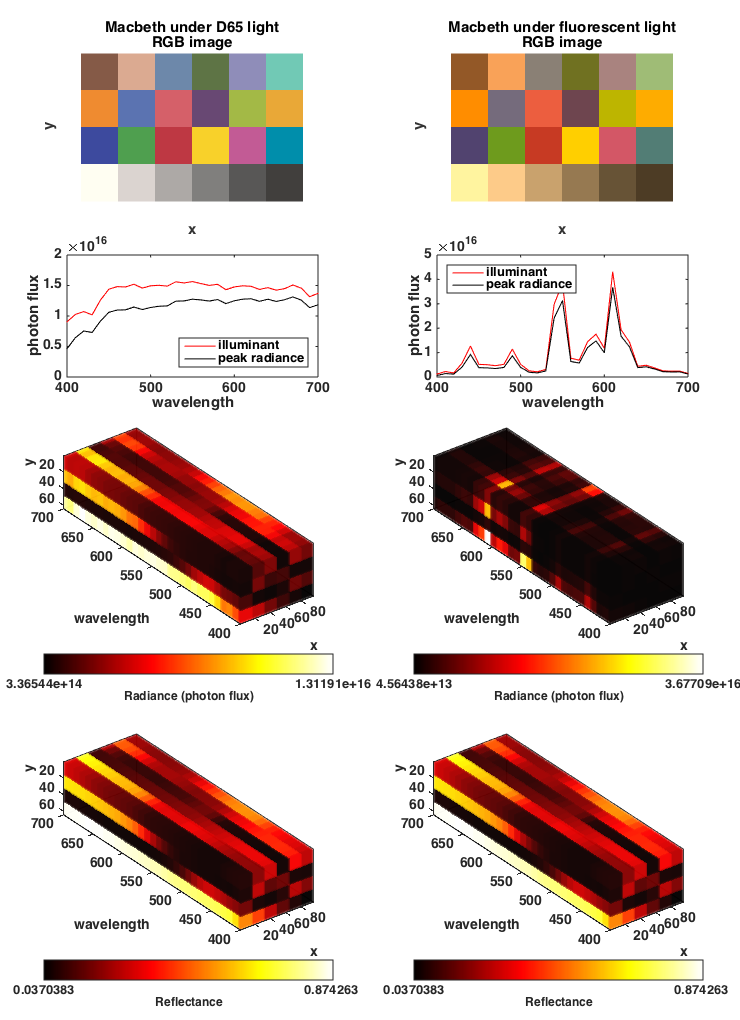 Macbeth under D65 light
RGB image
y
x
Macbeth under fluorescent light
RGB image
y
x
×10^16
2
1.5
1
0.5
0
photon flux
illuminant
peak radiance
400 500 600 700
wavelength
×10^16
5
4
3
2
1
0
photon flux
illuminant
peak radiance
400 500 600 700
wavelength
y
20
40
60
700
650
600
550
500
450
400
wavelength
20 40 60 80
x
3.36544e+14 1.31191e+16
Radiance (photon flux)
y
20
40
60
700
650
600
550
500
450
400
wavelength
20 40 60 80
x
4.56438e+13 3.67709e+16
Radiance (photon flux)
y
20
40
60
700
650
600
550
500
450
400
wavelength
20 40 60 80
x
0.0370383 0.874263
Reflectance
y
20
40
60
700
650
600
550
500
450
400
wavelength
20 40 60 80
x
0.0370383 0.874263
Reflectance